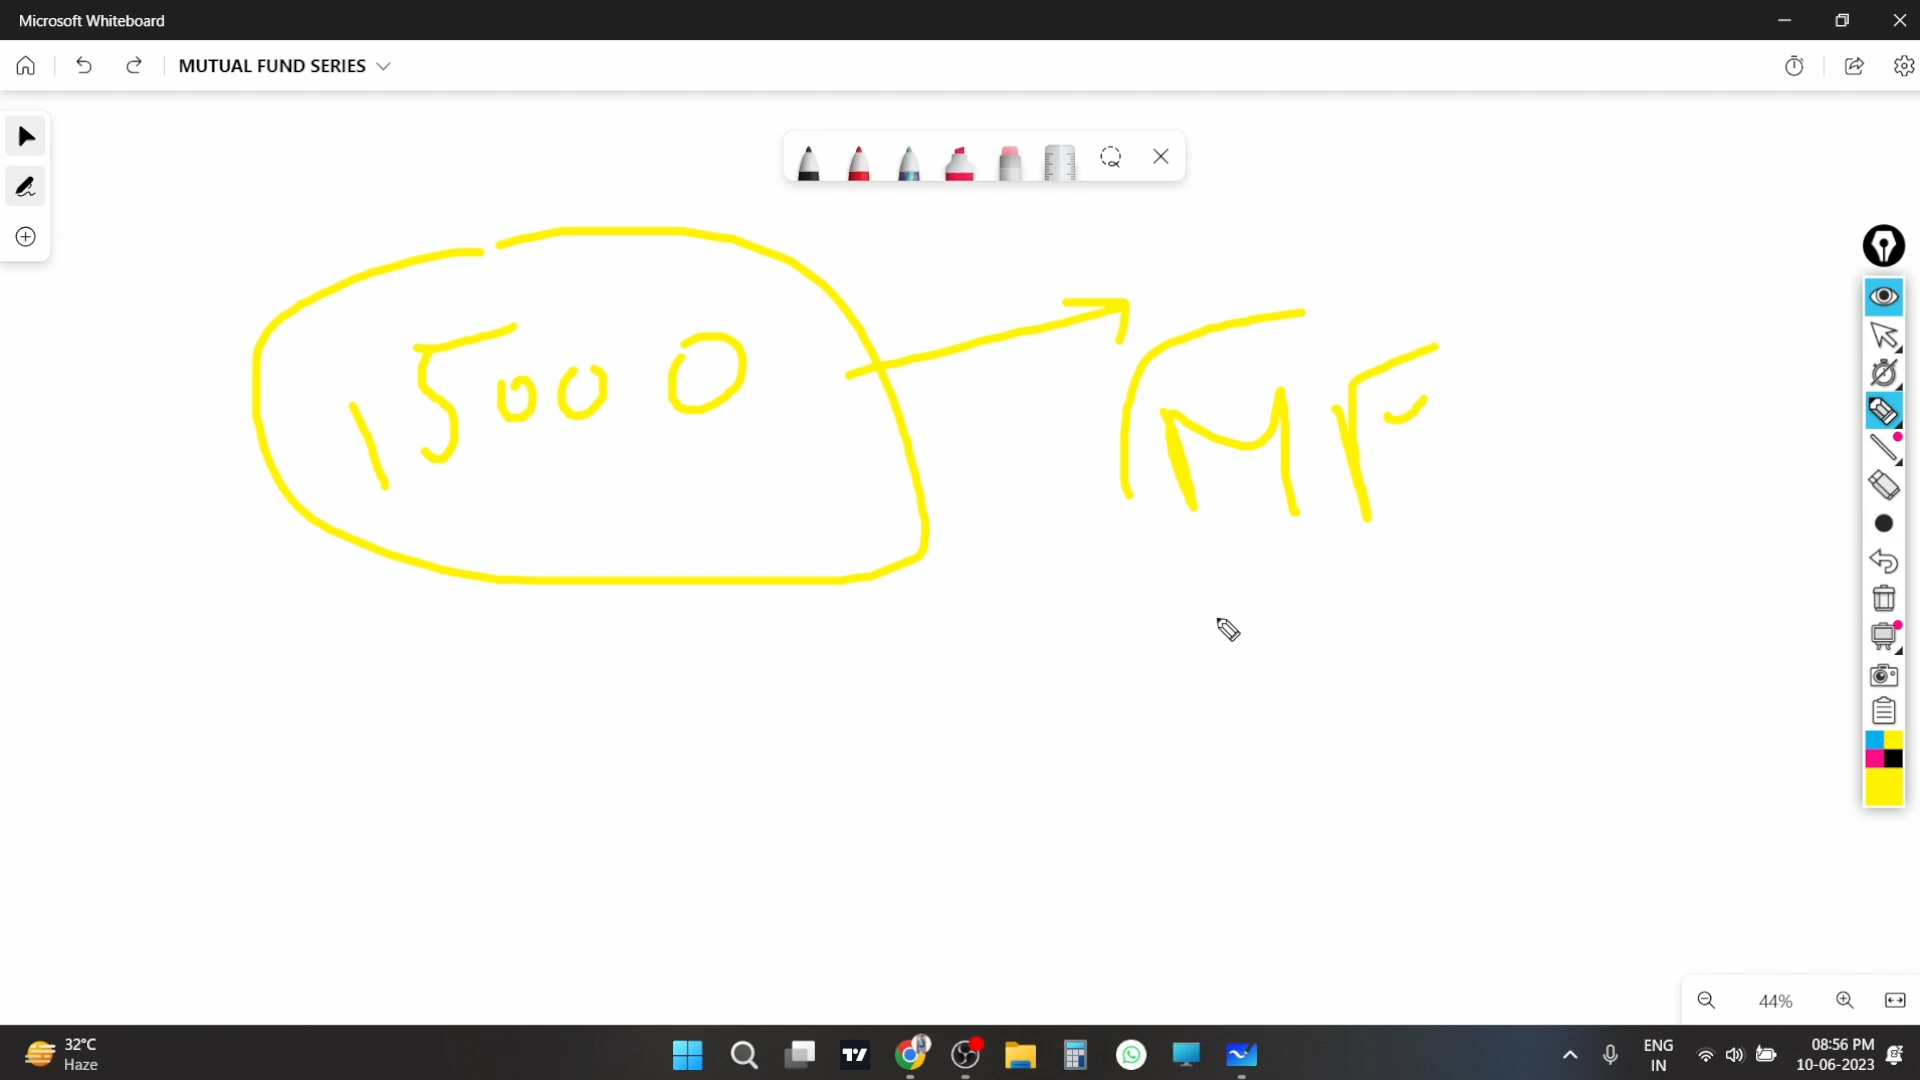 Microsoft Whiteboard
MUTUAL FUND SERIES
15000
MF
44%
32°C
Haze
ENG
IN
08:56 PM
10-06-2023